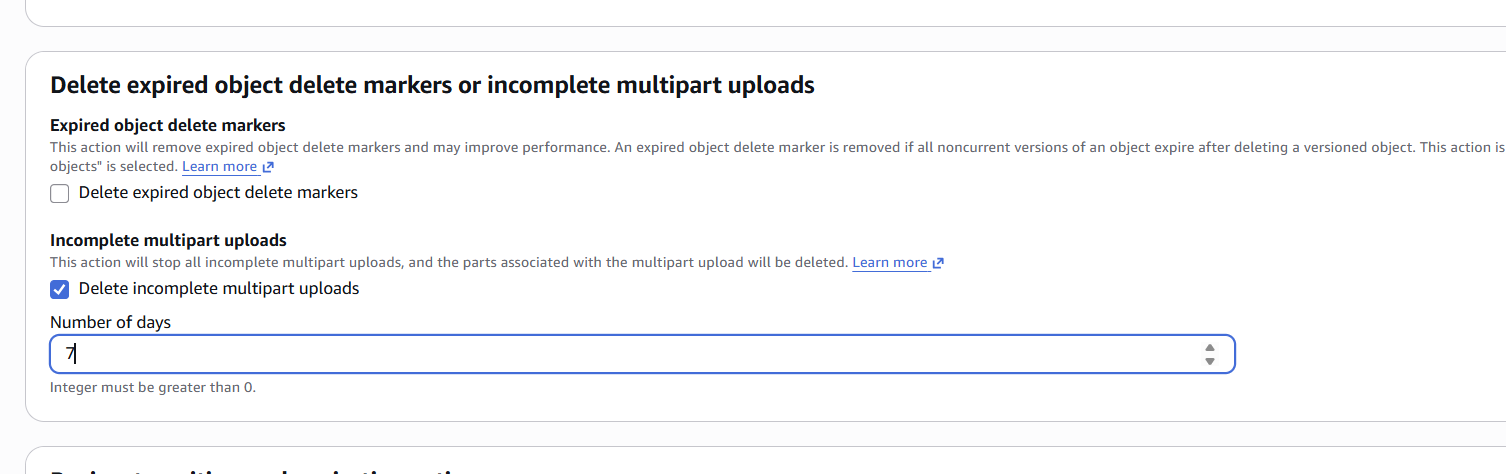 Delete expired object delete markers or incomplete multipart uploads
Expired object delete markers
This action will remove expired object delete markers and may improve performance. An expired object delete marker is removed if all noncurrent versions of an object expire after deleting a versioned object. This action is
objects" is selected. Learn more
Delete expired object delete markers
Incomplete multipart uploads
This action will stop all incomplete multipart uploads, and the parts associated with the multipart upload will be deleted. Learn more
Delete incomplete multipart uploads
Number of days
7
Integer must be greater than 0.